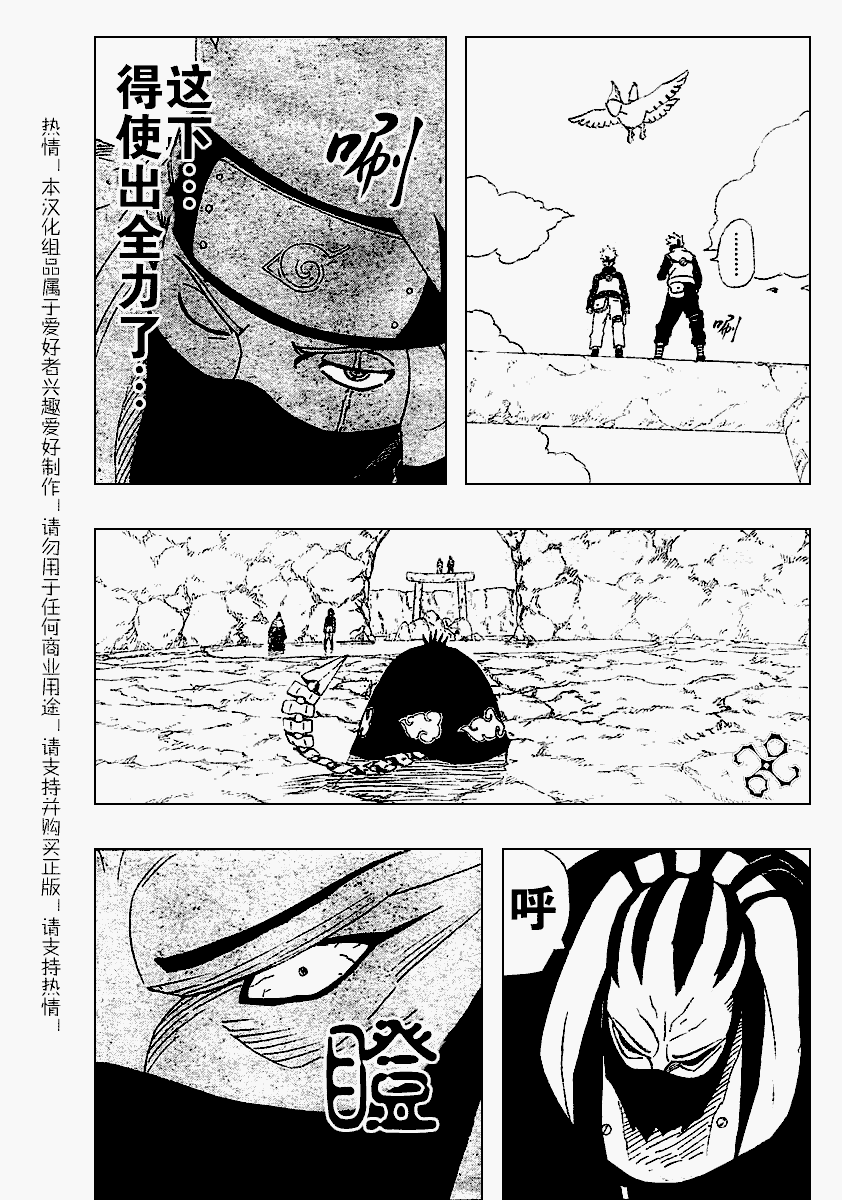 ………
唰
这下…
得使出全力了…
唰
呼
瞪
热情！本汉化组品属于爱好者兴趣爱好制作！请勿用于任何商业用途！请支持并购买正版！请支持热情！